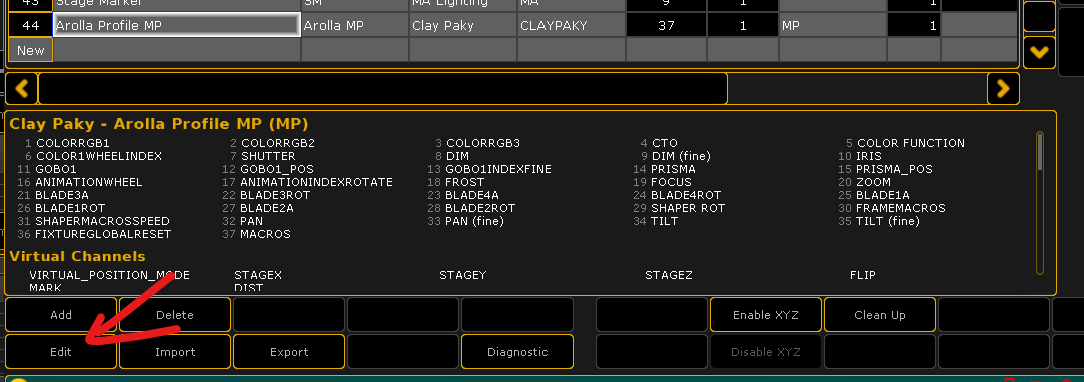 43 Stage Marker SM MA Lighting MA 9 1 1
44 Arolla Profile MP Arolla MP Clay Paky CLAYPAKY 37 1 MP 1
New
Clay Paky - Arolla Profile MP (MP)
1 COLORRGB1 2 COLORRGB2 3 COLORRGB3 4 CTO 5 COLOR FUNCTION
6 COLOR1WHEELINDEX 7 SHUTTER 8 DIM 9 DIM (fine) 10 IRIS
11 GOBO1 12 GOBO1_POS 13 GOBO1INDEXFINE 14 PRISMA 15 PRISMA_POS
16 ANIMATIONWHEEL 17 ANIMATIONINDEXROTATE 18 FROST 19 FOCUS 20 ZOOM
21 BLADE3A 22 BLADE3ROT 23 BLADE4A 24 BLADE4ROT 25 BLADE1A
26 BLADE1ROT 27 BLADE2A 28 BLADE2ROT 29 SHAPER ROT 30 FRAMEMACROS
31 SHAPERMACROSSPEED 32 PAN 33 PAN (fine) 34 TILT 35 TILT (fine)
36 FIXTUREGLOBALRESET 37 MACROS
Virtual Channels
VIRTUAL_POSITION_MODE STAGEX STAGEY STAGEZ FLIP
MARK DIST
Add Delete Enable XYZ Clean Up
Edit Import Export Diagnostic Disable XYZ